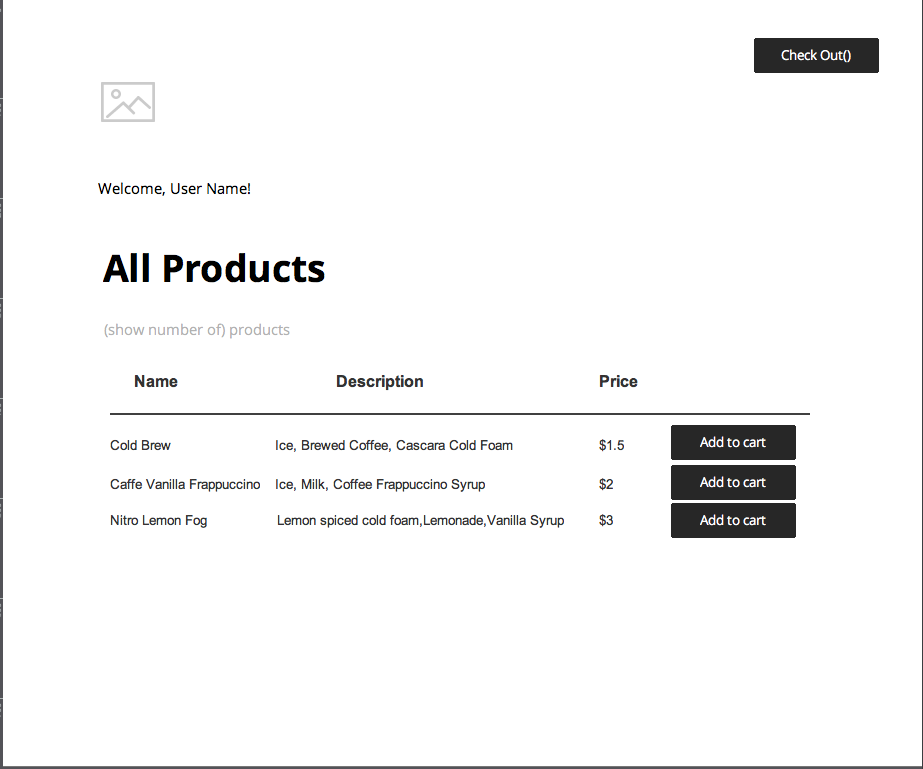 Check Out()
Welcome, User Name!
All Products
(show number of) products
Name Description Price
Cold Brew Ice, Brewed Coffee, Cascara Cold Foam $1.5 Add to cart
Caffe Vanilla Frappuccino Ice, Milk, Coffee Frappuccino Syrup $2 Add to cart
Nitro Lemon Fog Lemon spiced cold foam,Lemonade,Vanilla Syrup $3 Add to cart